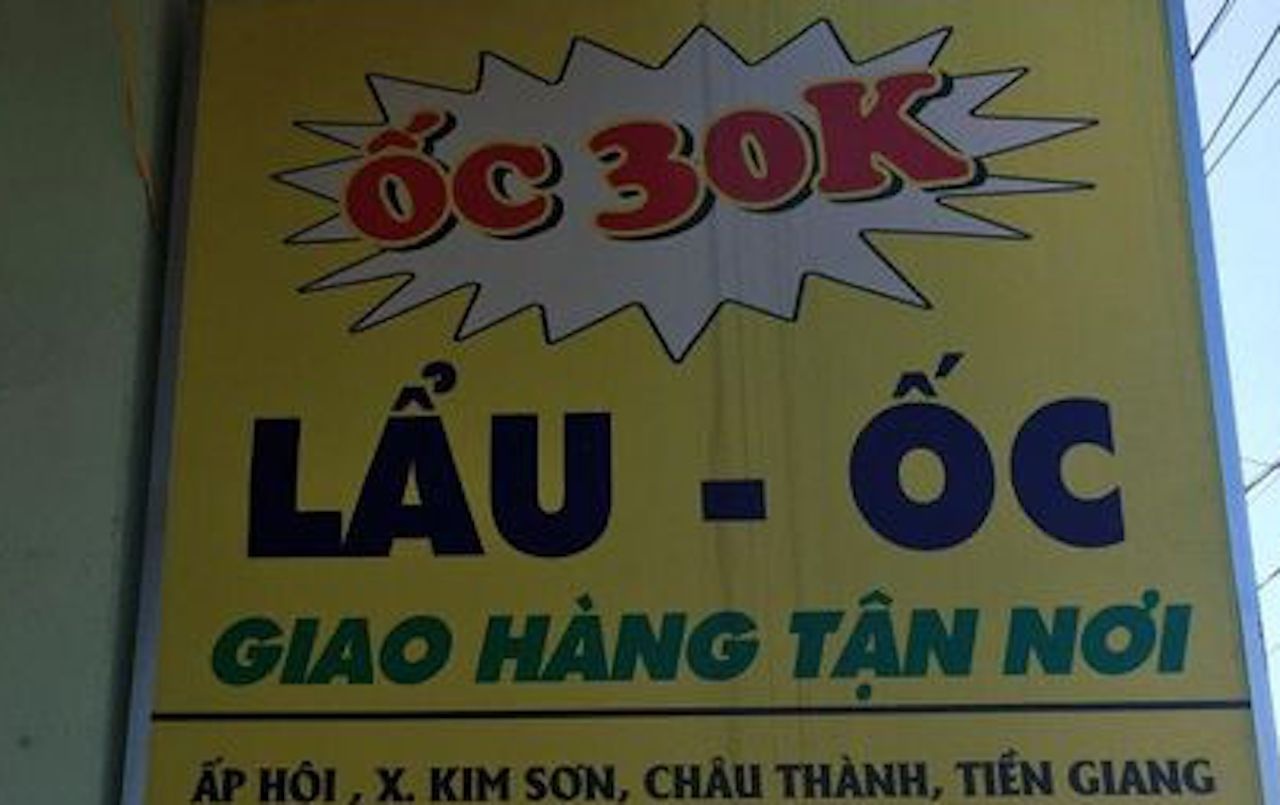 ỐC 30K
LẨU - ỐC
GIAO HÀNG TẬN NƠI
ẤP HỘI , X. KIM SƠN, CHÂU THÀNH, TIỀN GIANG